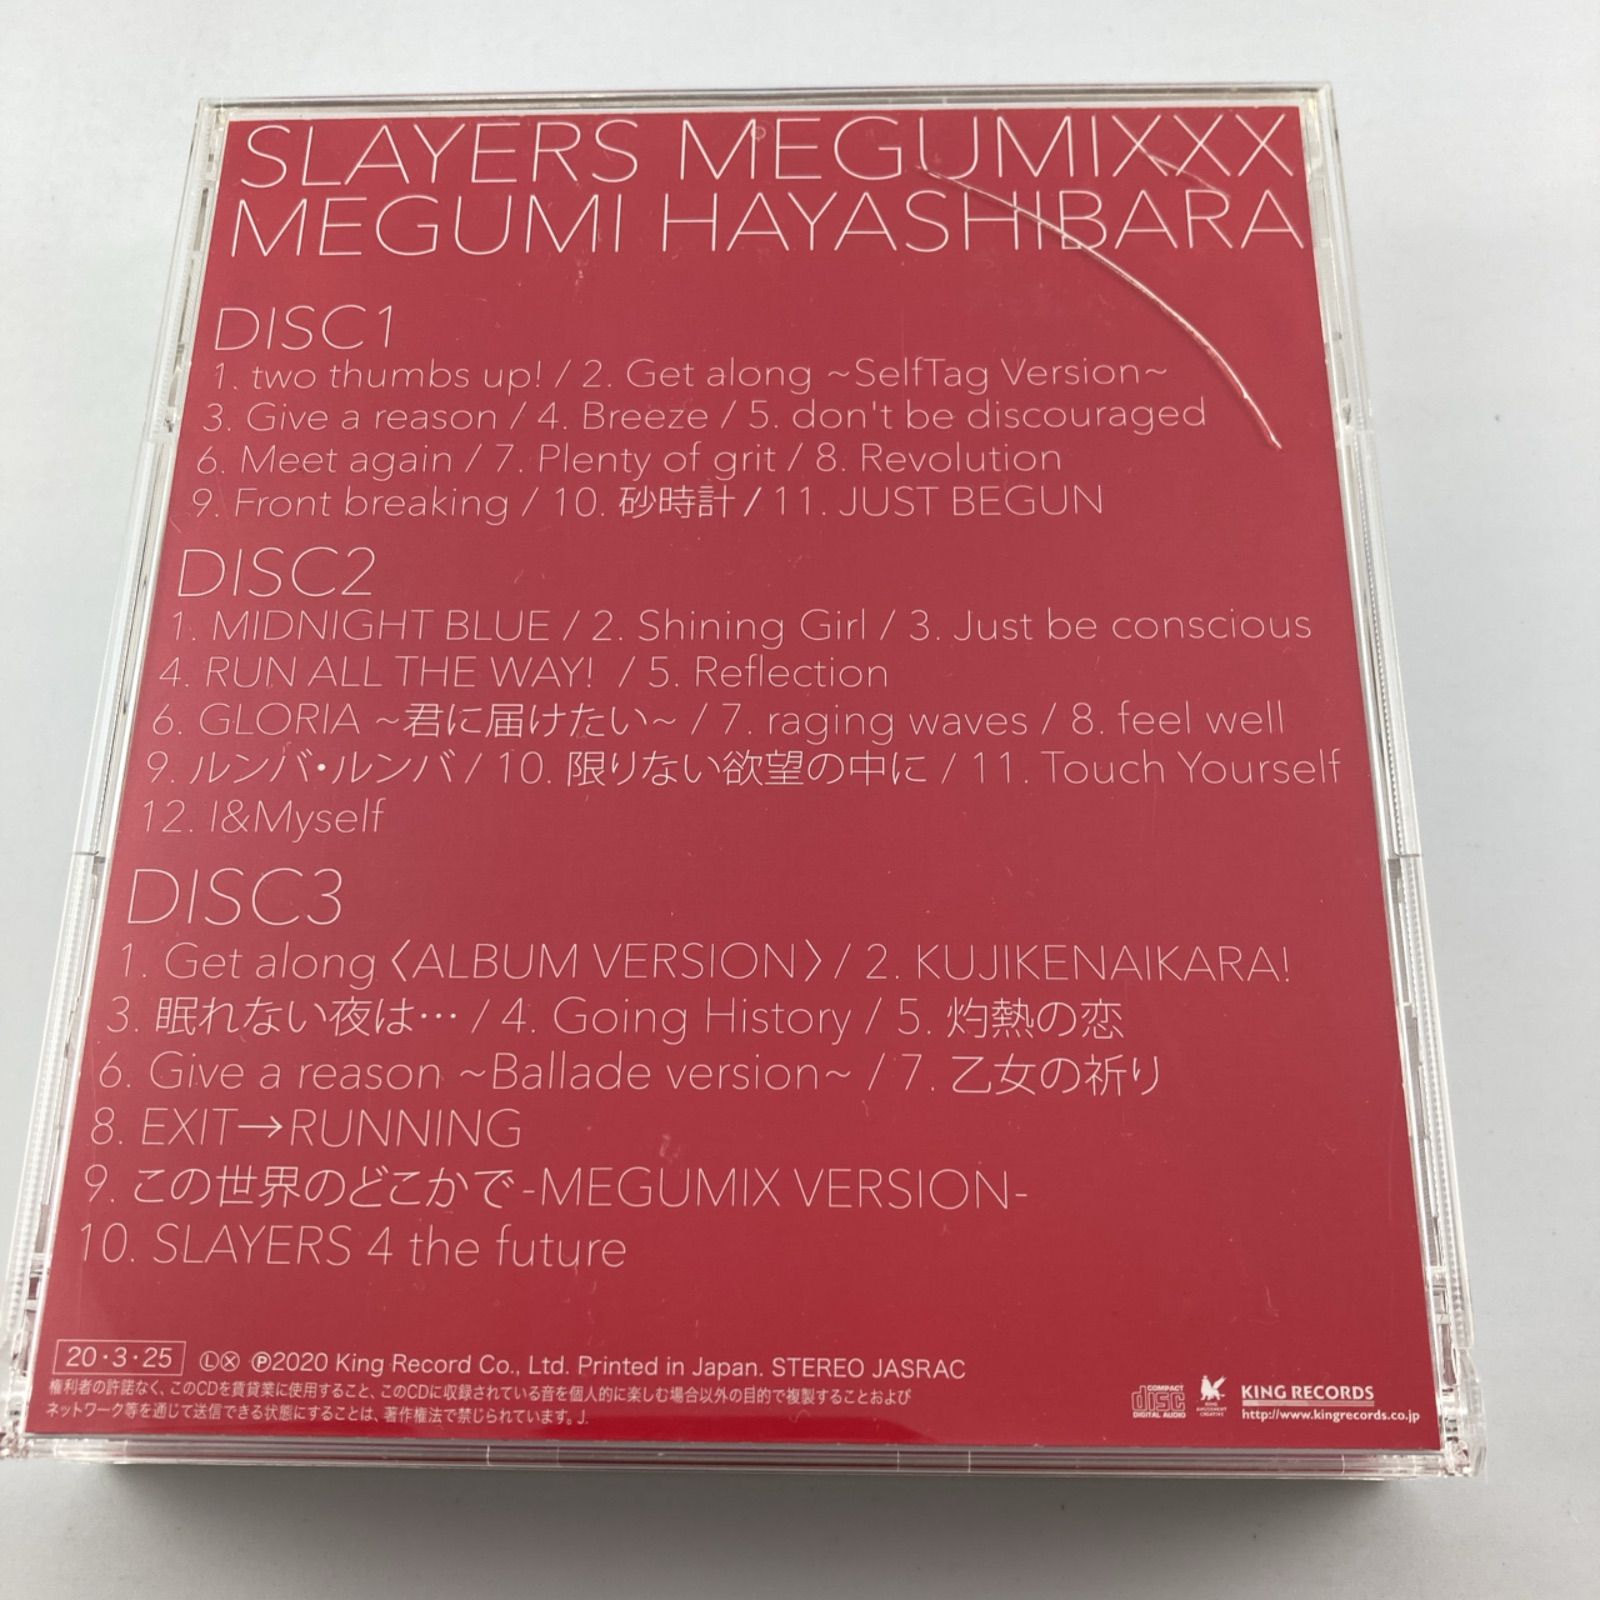 SLAYERS MEGUMIXXX
MEGUMI HAYASHIBARA
DISC1
1. two thumbs up! / 2. Get along ~SelfTag Version~
3. Give a reason / 4. Breeze / 5. don't be discouraged
6. Meet again / 7. Plenty of grit / 8. Revolution
9. Front breaking / 10. 砂時計 / 11. JUST BEGUN
DISC2
1. MIDNIGHT BLUE / 2. Shining Girl / 3. Just be conscious
4. RUN ALL THE WAY! / 5. Reflection
6. GLORIA ~君に届けたい~ / 7. raging waves / 8. feel well
9. ルンバ・ルンバ / 10. 限りない欲望の中に / 11. Touch Yourself
12. I&Myself
DISC3
1. Get along〈ALBUM VERSION〉/ 2. KUJIKENAIKARA!
3. 眠れない夜は… / 4. Going History / 5. 灼熱の恋
6. Give a reason ~Ballade version~ / 7. 乙女の祈り
8. EXIT→RUNNING
9. この世界のどこかで-MEGUMIX VERSION-
10. SLAYERS 4 the future
20・3・25 Ⓛ Ⓧ ℗2020 King Record Co., Ltd. Printed in Japan. STEREO JASRAC
権利者の許諾なく、このCDを賃貸業に使用すること、このCDに収録されている音を個人的に楽しむ場合以外の目的で複製することおよび
ネットワーク等を通じて送信できる状態にすることは、著作権法で禁じられています。J.
COMPACT
disc
DIGITAL AUDIO
KING
AMUSEMENT
CREATIVE
KING RECORDS
http://www.kingrecords.co.jp